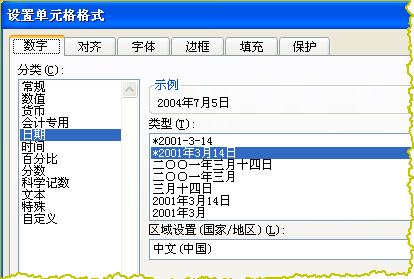 设置单元格格式
数字 对齐 字体 边框 填充 保护
分类(C):
常规
数值
货币
会计专用
日期
时间
百分比
分数
科学记数
文本
特殊
自定义
示例
2004年7月5日
类型(T):
*2001-3-14
*2001年3月14日
二〇〇一年三月十四日
二〇〇一年三月
三月十四日
2001年3月14日
2001年3月
区域设置(国家/地区)(L):
中文(中国)